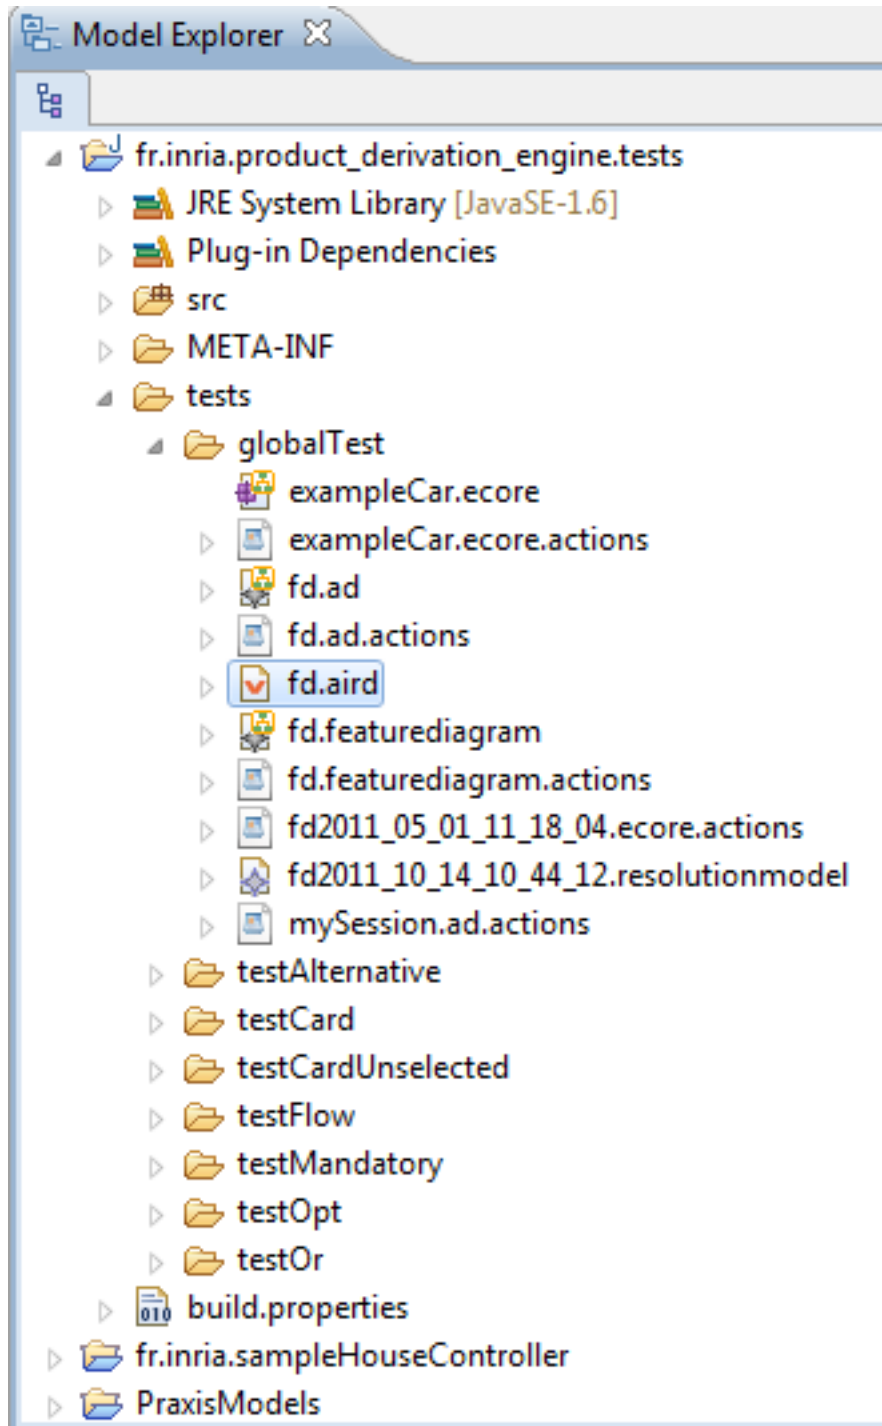 Model Explorer
fr.inria.product_derivation_engine.tests
JRE System Library [JavaSE-1.6]
Plug-in Dependencies
src
META-INF
tests
globalTest
exampleCar.ecore
exampleCar.ecore.actions
fd.ad
fd.ad.actions
fd.aird
fd.featurediagram
fd.featurediagram.actions
fd2011_05_01_11_18_04.ecore.actions
fd2011_10_14_10_44_12.resolutionmodel
mySession.ad.actions
testAlternative
testCard
testCardUnselected
testFlow
testMandatory
testOpt
testOr
build.properties
fr.inria.sampleHouseController
PraxisModels